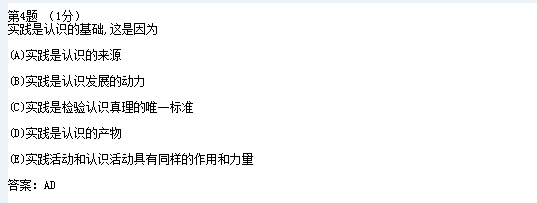 第4题 （1分）
实践是认识的基础,这是因为
(A)实践是认识的来源
(B)实践是认识发展的动力
(C)实践是检验认识真理的唯一标准
(D)实践是认识的产物
(E)实践活动和认识活动具有同样的作用和力量
答案: AD